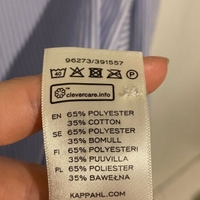 96273/391557
clevercare.info
EN 65% POLYESTER
35% COTTON
SE 65% POLYESTER
35% BOMULL
FI 65% POLYESTERI
35% PUUVILLA
PL 65% POLIESTER
35% BAWEŁNA
KAPPAHL.COM